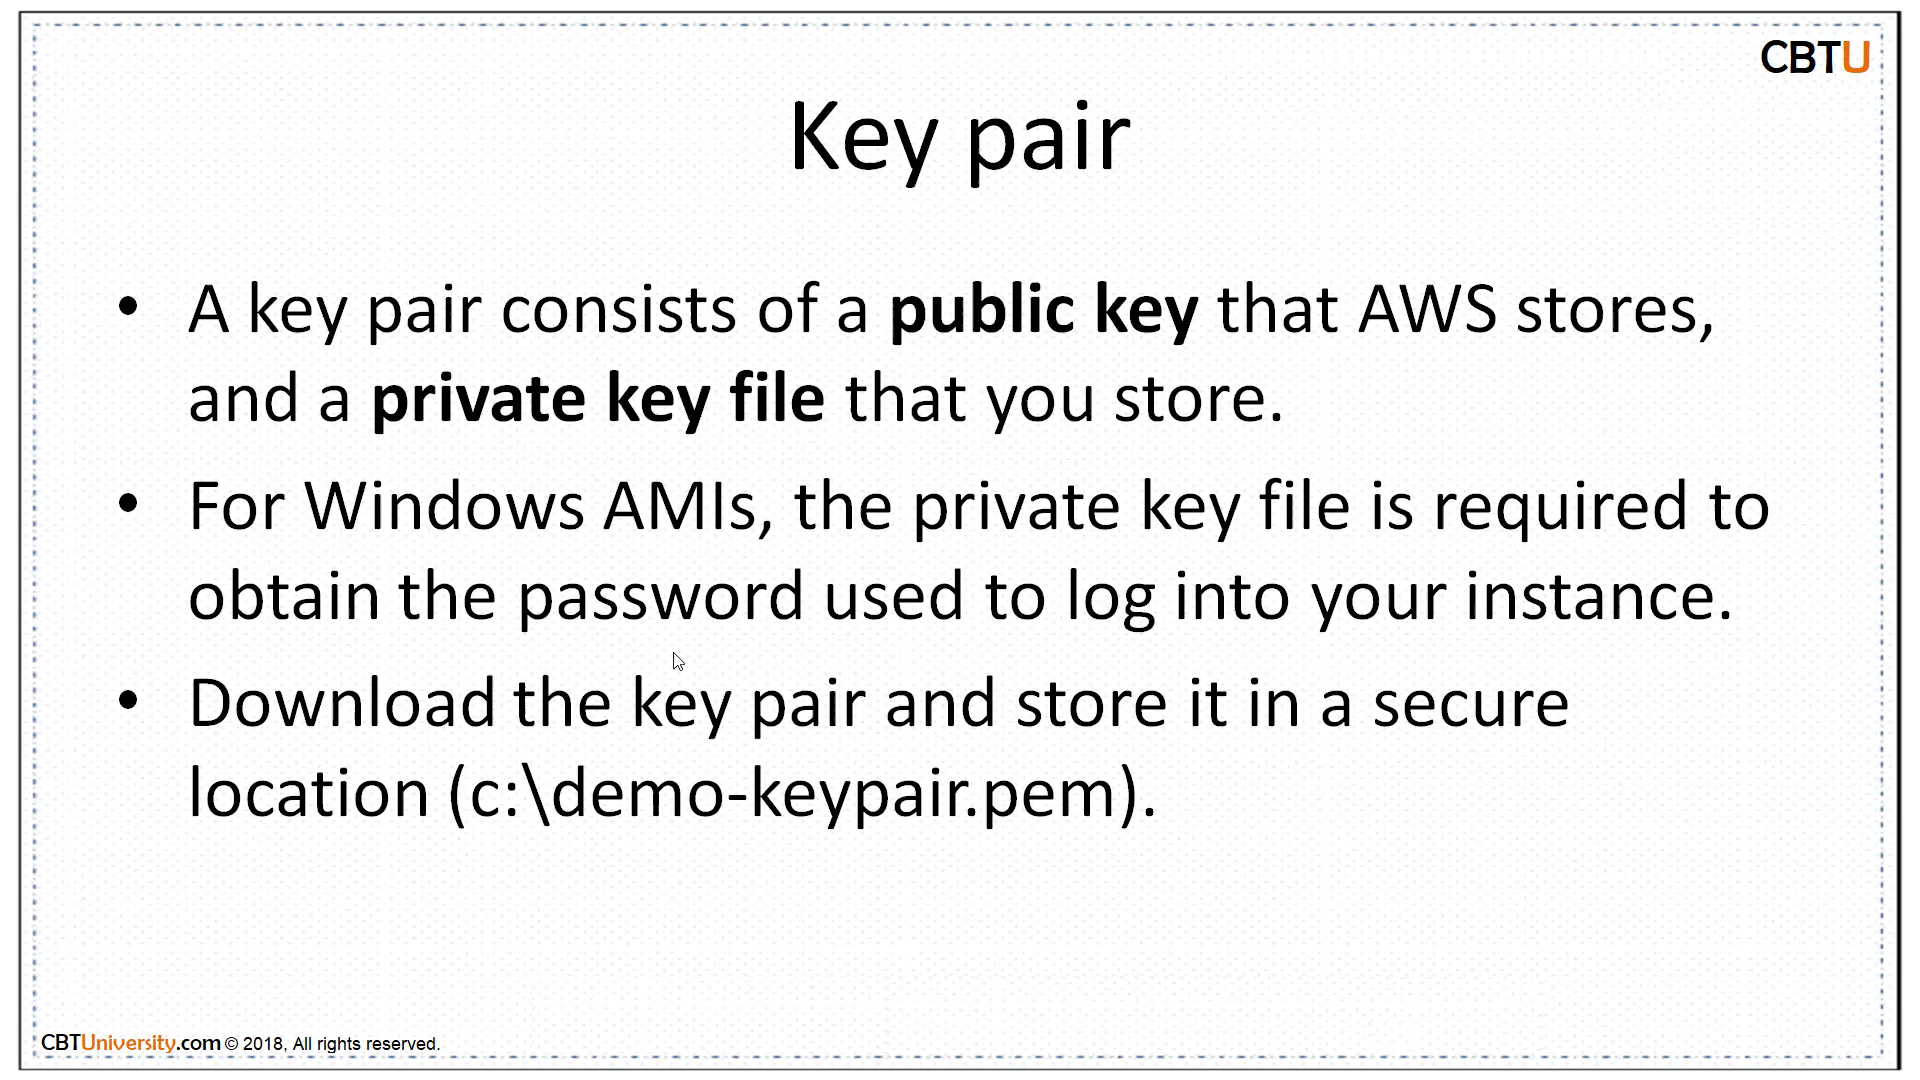 CBTU
Key pair
• A key pair consists of a public key that AWS stores,
and a private key file that you store.
• For Windows AMIs, the private key file is required to
obtain the password used to log into your instance.
• Download the key pair and store it in a secure
location (c:\demo-keypair.pem).
CBTUniversity.com © 2018, All rights reserved.